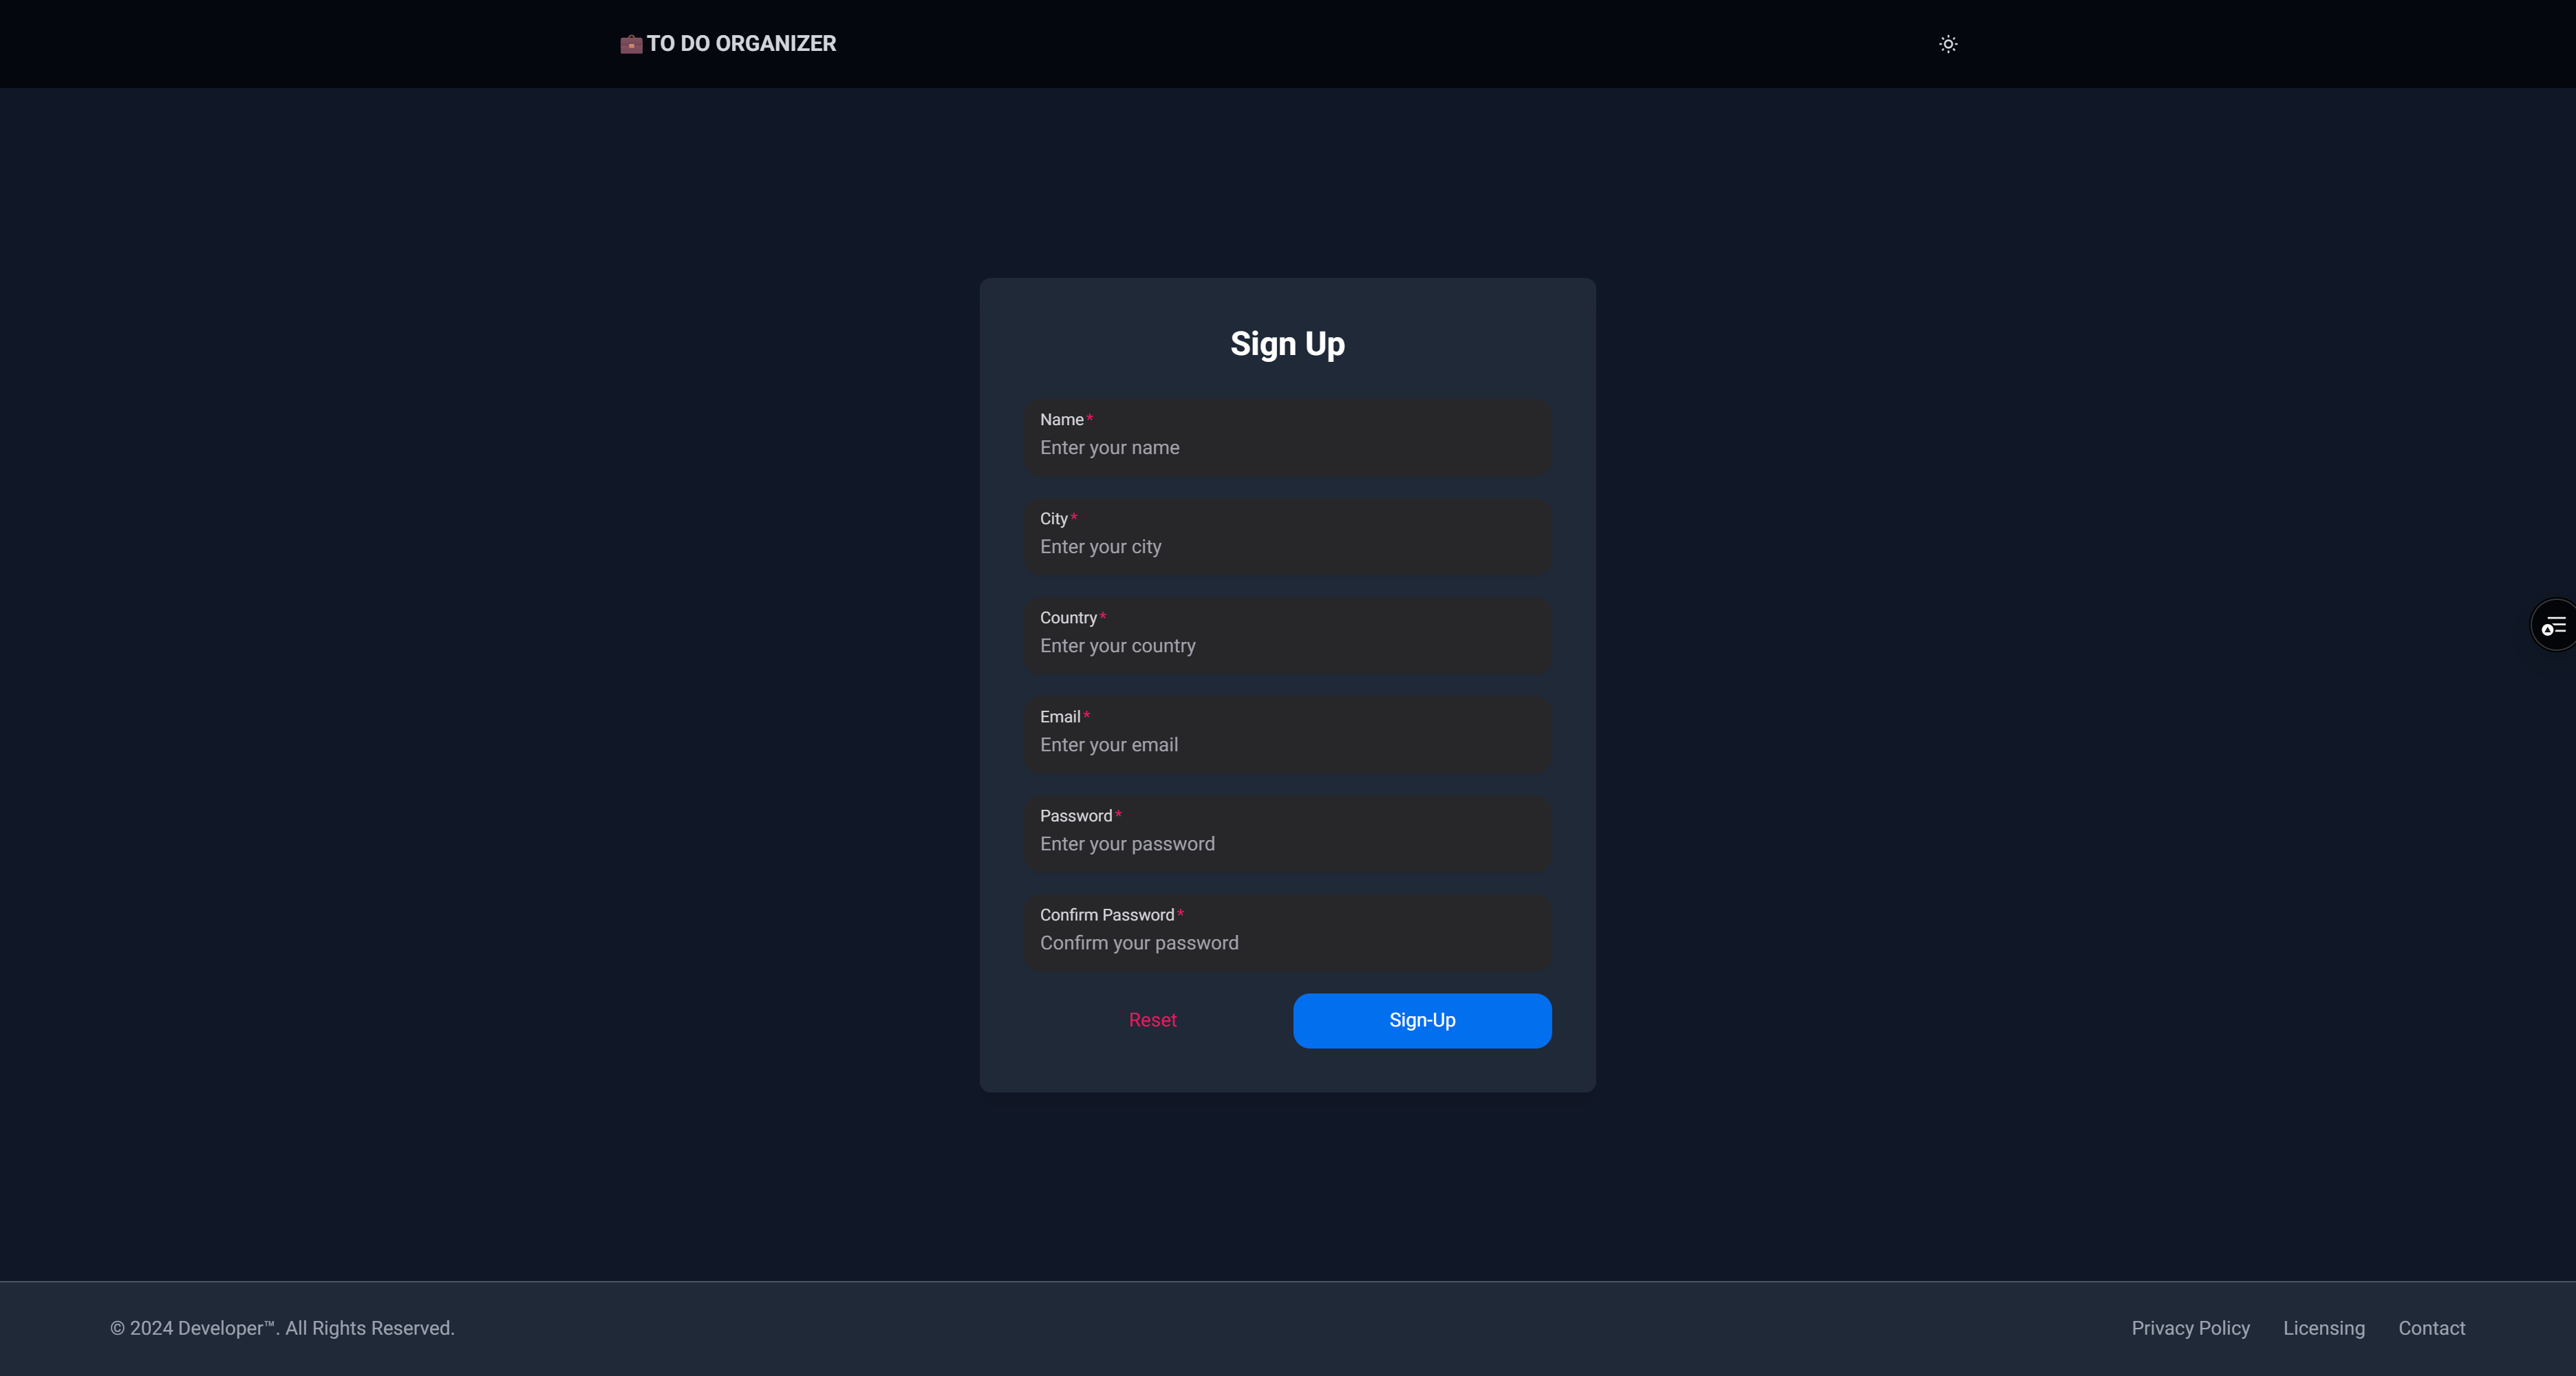 TO DO ORGANIZER
Sign Up
Name*
Enter your name
City*
Enter your city
Country*
Enter your country
Email*
Enter your email
Password*
Enter your password
Confirm Password*
Confirm your password
Reset
Sign-Up
© 2024 Developer™. All Rights Reserved.
Privacy Policy
Licensing
Contact